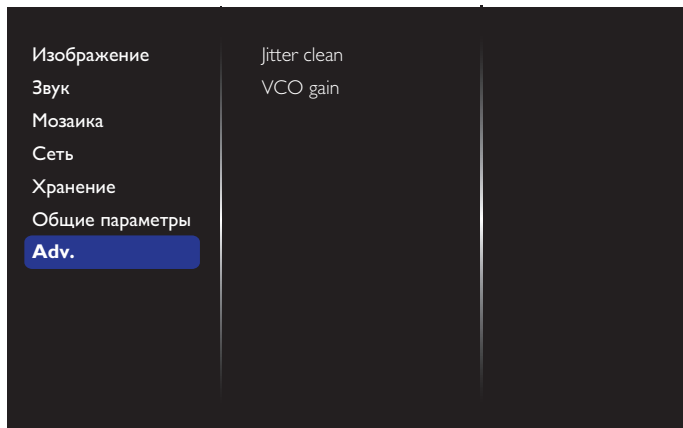 Изображение
Звук
Мозаика
Сеть
Хранение
Общие параметры
Adv.
Jitter clean
VCO gain